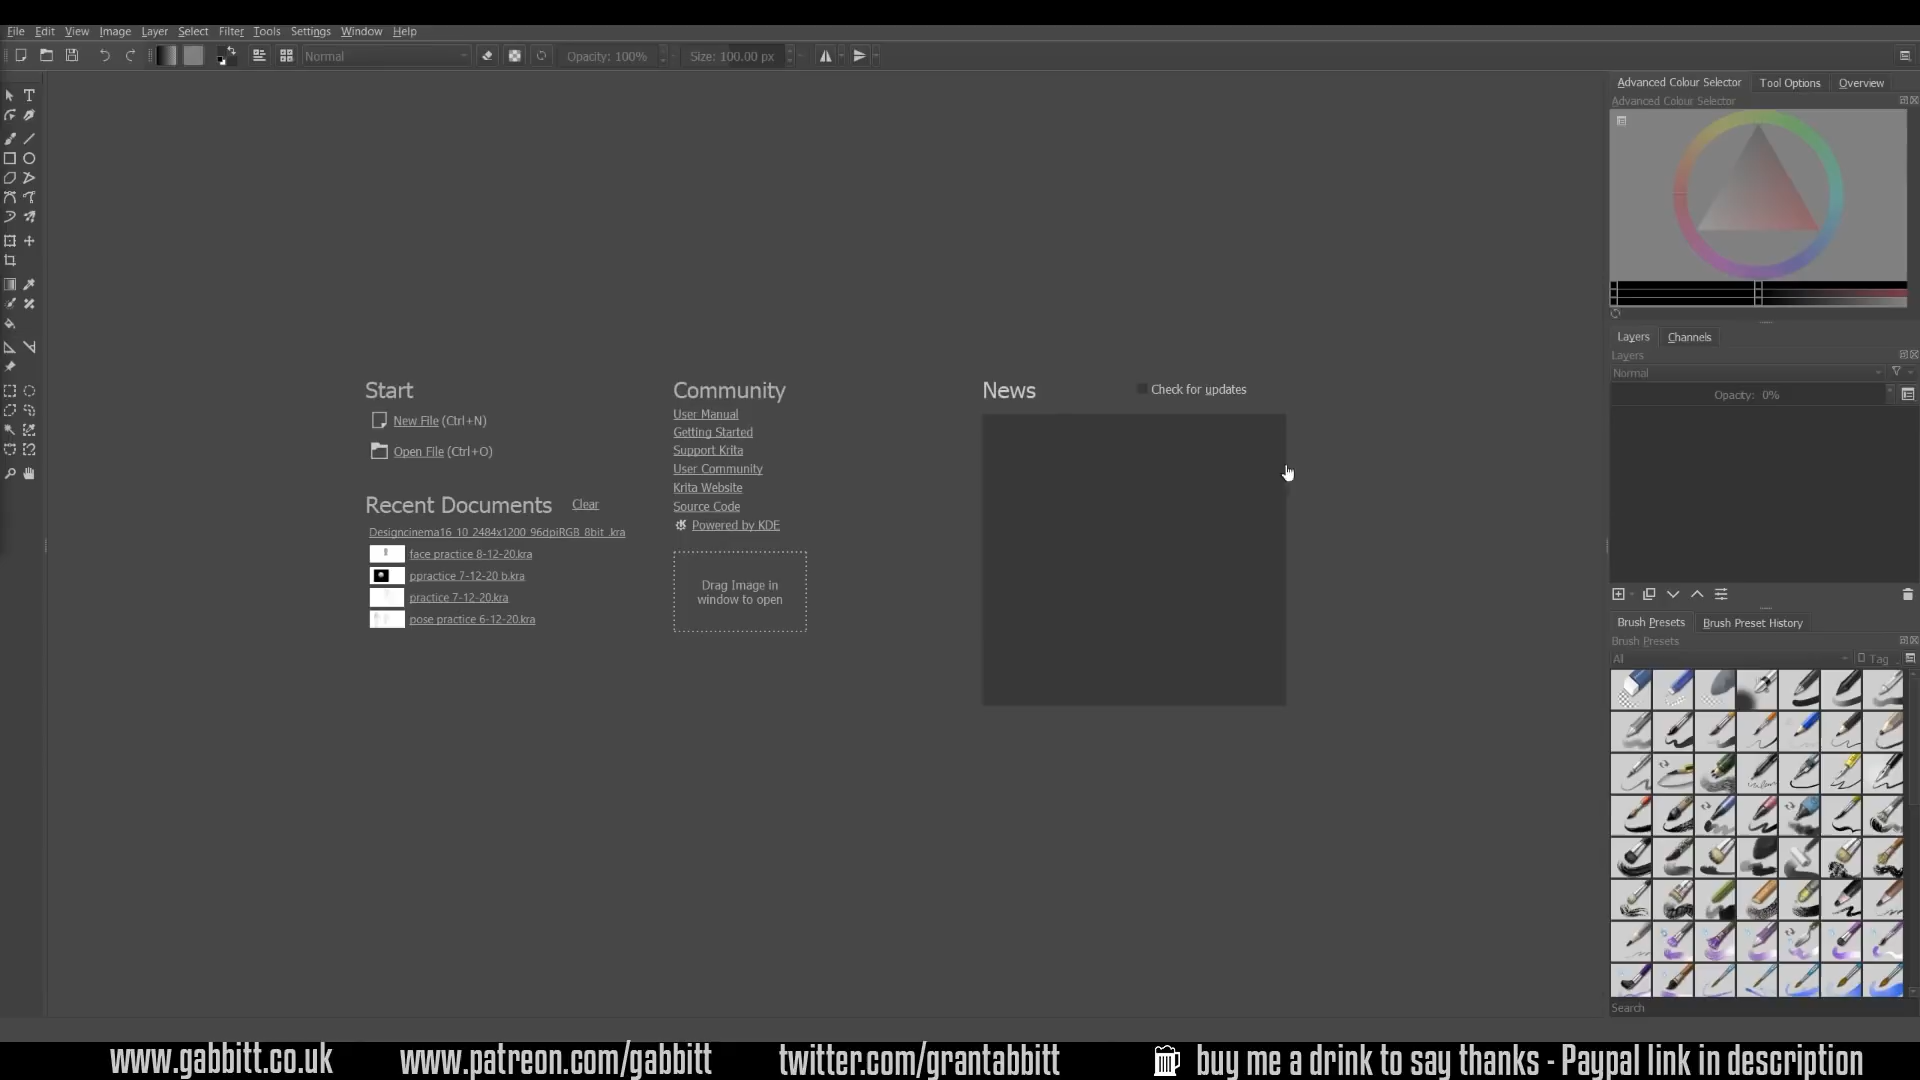 File Edit View Image Layer Select Filter Tools Settings Window Help
Normal Opacity: 100% Size: 100.00 px
Advanced Colour Selector Tool Options Overview
Advanced Colour Selector
Layers Channels
Layers
Normal
Opacity: 0%
Start
New File (Ctrl+N)
Open File (Ctrl+O)
Recent Documents Clear
Designcinema16_10_2484x1200_96dpiRGB_8bit_.kra
face practice 8-12-20.kra
ppractice 7-12-20 b.kra
practice 7-12-20.kra
pose practice 6-12-20.kra
Community
User Manual
Getting Started
Support Krita
User Community
Krita Website
Source Code
Powered by KDE
Drag Image in
window to open
News Check for updates
Brush Presets Brush Preset History
Brush Presets
All Tag
Search
www.gabbitt.co.uk www.patreon.com/gabbitt twitter.com/grantabbitt buy me a drink to say thanks - Paypal link in description